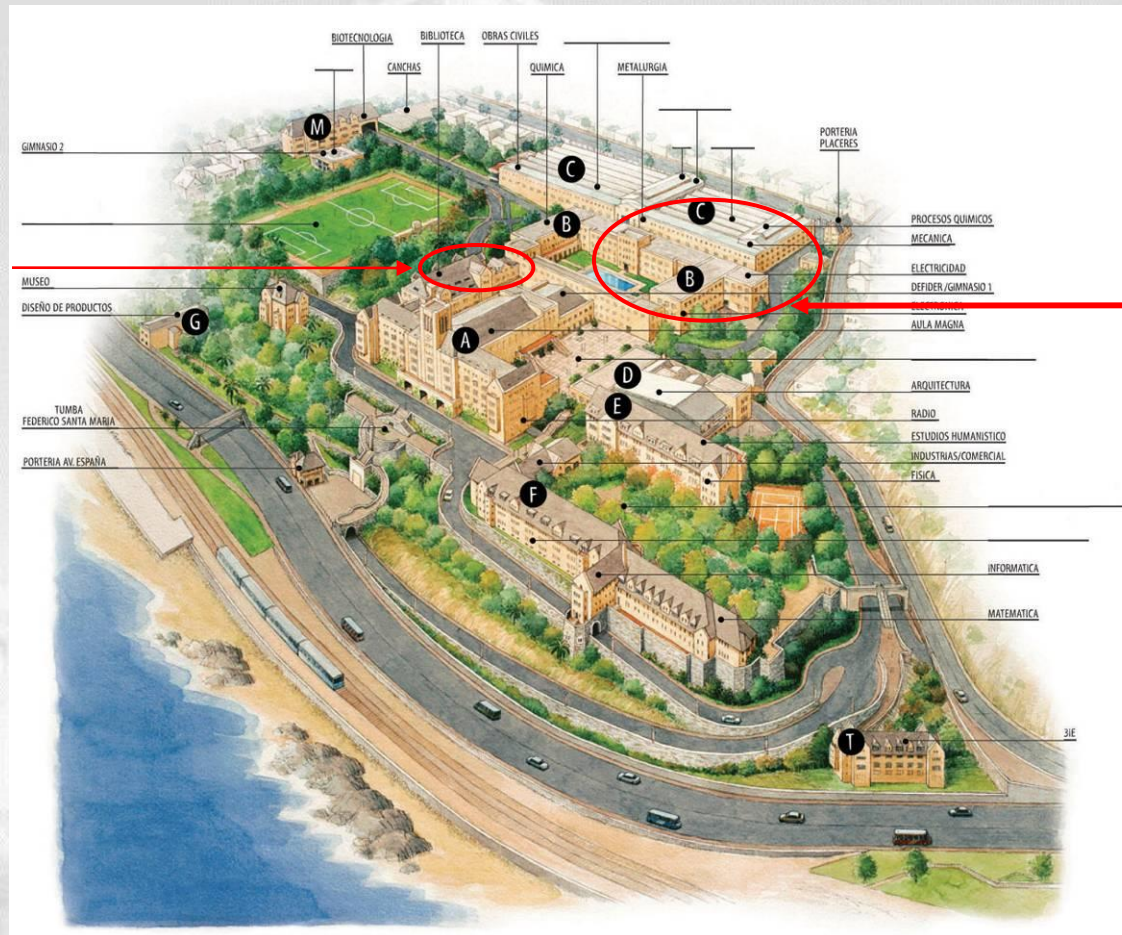 BIOTECNOLOGIA
BIBLIOTECA
OBRAS CIVILES
CANCHAS
QUIMICA
METALURGIA
PORTERIA
PLACERES
GIMNASIO 2
M
C
C
B
PROCESOS QUIMICOS
MECANICA
ELECTRICIDAD
B
DEFIDER /GIMNASIO 1
MUSEO
ELECTRONICA
DISEÑO DE PRODUCTOS
G
AULA MAGNA
A
D
ARQUITECTURA
E
TUMBA
FEDERICO SANTA MARIA
RADIO
ESTUDIOS HUMANISTICO
INDUSTRIAS/COMERCIAL
PORTERIA AV. ESPAÑA
FISICA
F
INFORMATICA
MATEMATICA
3IE
T